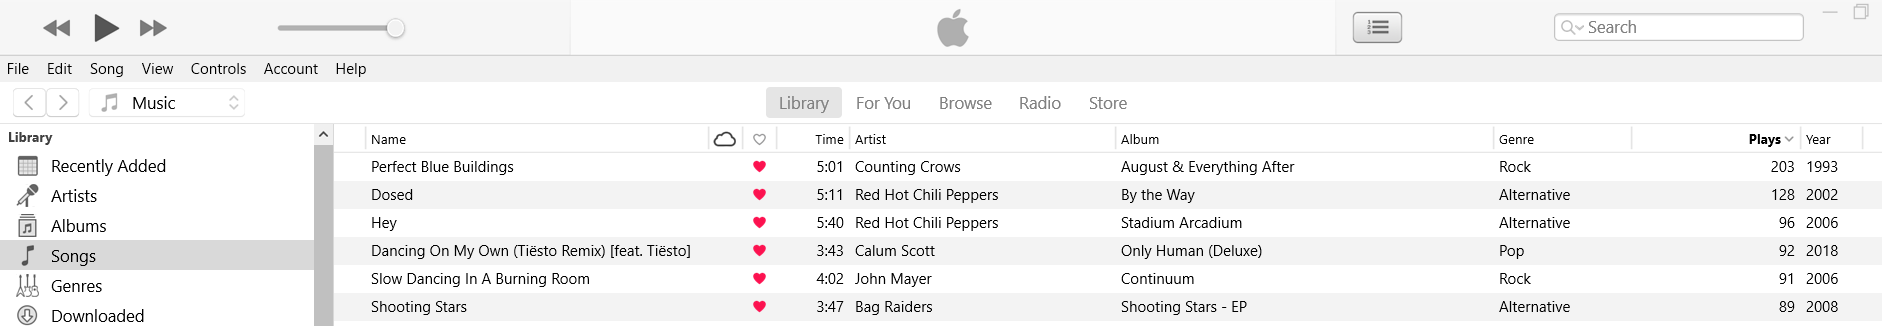 Search
File Edit Song View Controls Account Help
Music Library For You Browse Radio Store
Library
Recently Added
Artists
Albums
Songs
Genres
Downloaded
Name Time Artist Album Genre Plays Year
Perfect Blue Buildings 5:01 Counting Crows August & Everything After Rock 203 1993
Dosed 5:11 Red Hot Chili Peppers By the Way Alternative 128 2002
Hey 5:40 Red Hot Chili Peppers Stadium Arcadium Alternative 96 2006
Dancing On My Own (Tiësto Remix) [feat. Tiësto] 3:43 Calum Scott Only Human (Deluxe) Pop 92 2018
Slow Dancing In A Burning Room 4:02 John Mayer Continuum Rock 91 2006
Shooting Stars 3:47 Bag Raiders Shooting Stars - EP Alternative 89 2008